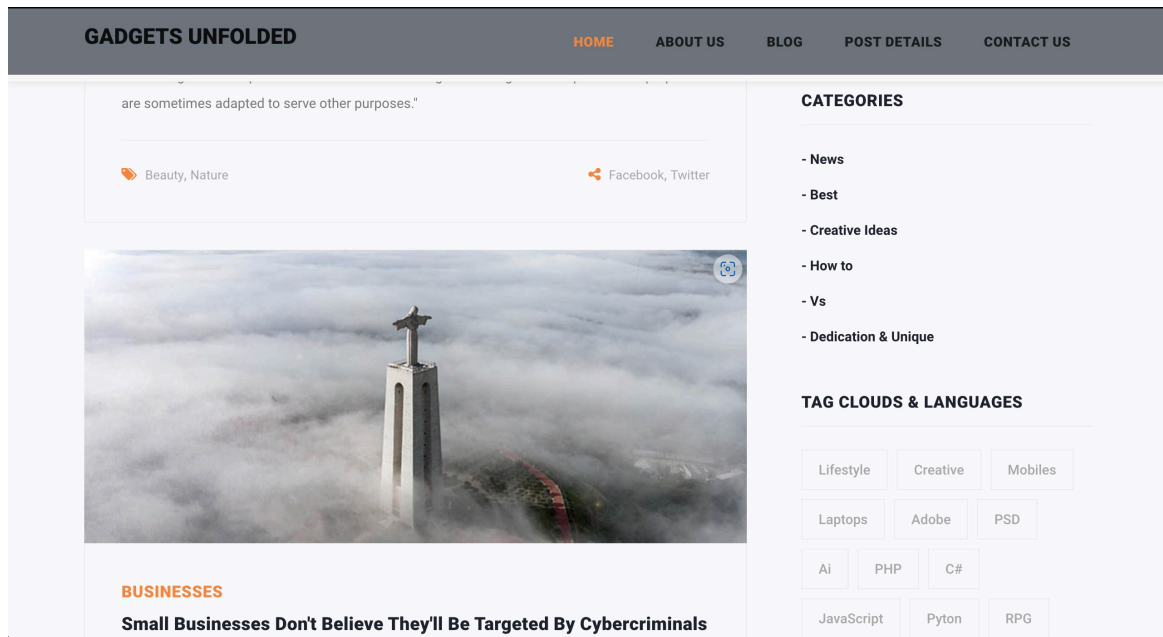 GADGETS UNFOLDED
HOME ABOUT US BLOG POST DETAILS CONTACT US
are sometimes adapted to serve other purposes."
Beauty, Nature
Facebook, Twitter
BUSINESSES
Small Businesses Don't Believe They'll Be Targeted By Cybercriminals
CATEGORIES
- News
- Best
- Creative Ideas
- How to
- Vs
- Dedication & Unique
TAG CLOUDS & LANGUAGES
Lifestyle Creative Mobiles
Laptops Adobe PSD
Ai PHP C#
JavaScript Pyton RPG